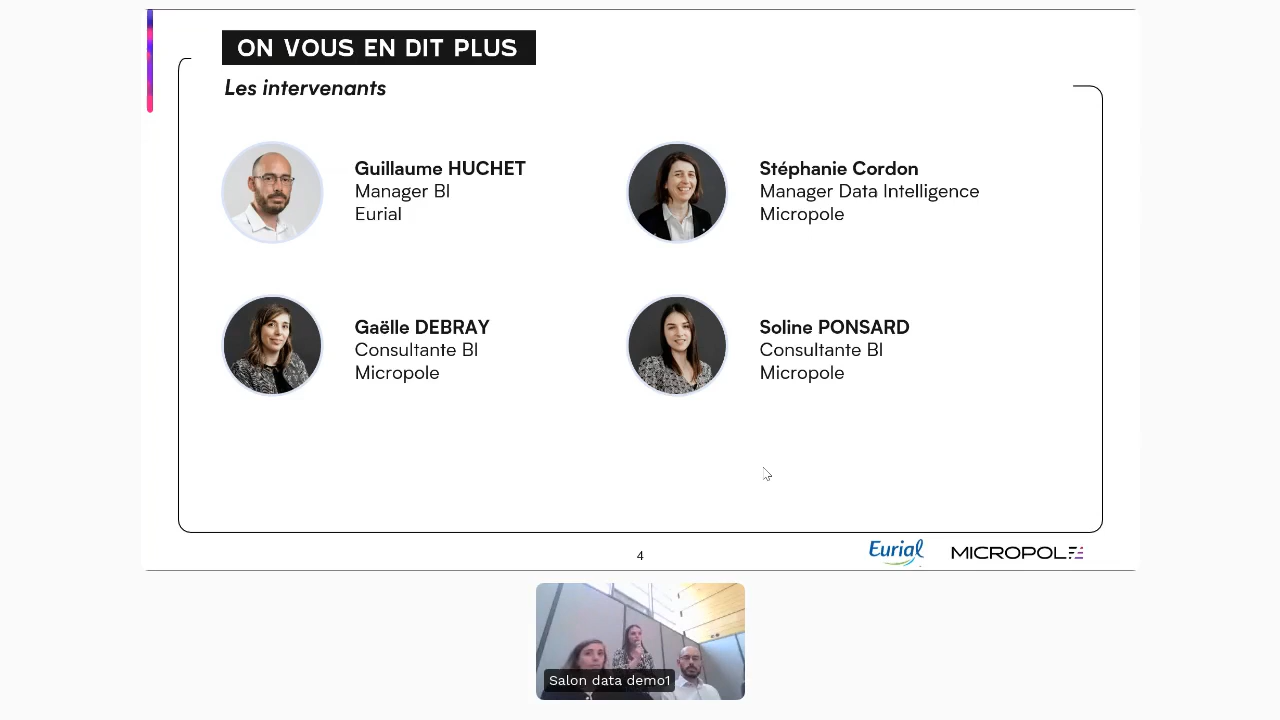 ON VOUS EN DIT PLUS
Les intervenants
Guillaume HUCHET
Manager BI
Eurial
Stéphanie Cordon
Manager Data Intelligence
Micropole
Gaëlle DEBRAY
Consultante BI
Micropole
Soline PONSARD
Consultante BI
Micropole
4
Eurial
MICROPOLE
Salon data demo1